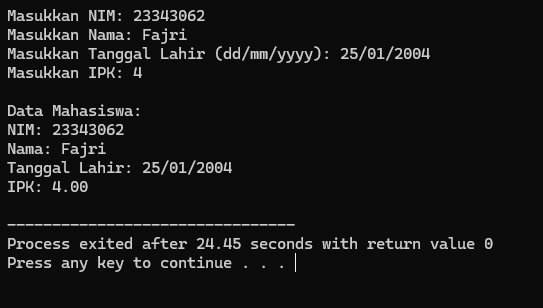 Masukkan NIM: 23343062
Masukkan Nama: Fajri
Masukkan Tanggal Lahir (dd/mm/yyyy): 25/01/2004
Masukkan IPK: 4
Data Mahasiswa:
NIM: 23343062
Nama: Fajri
Tanggal Lahir: 25/01/2004
IPK: 4.00
--------------------------------
Process exited after 24.45 seconds with return value 0
Press any key to continue . . .